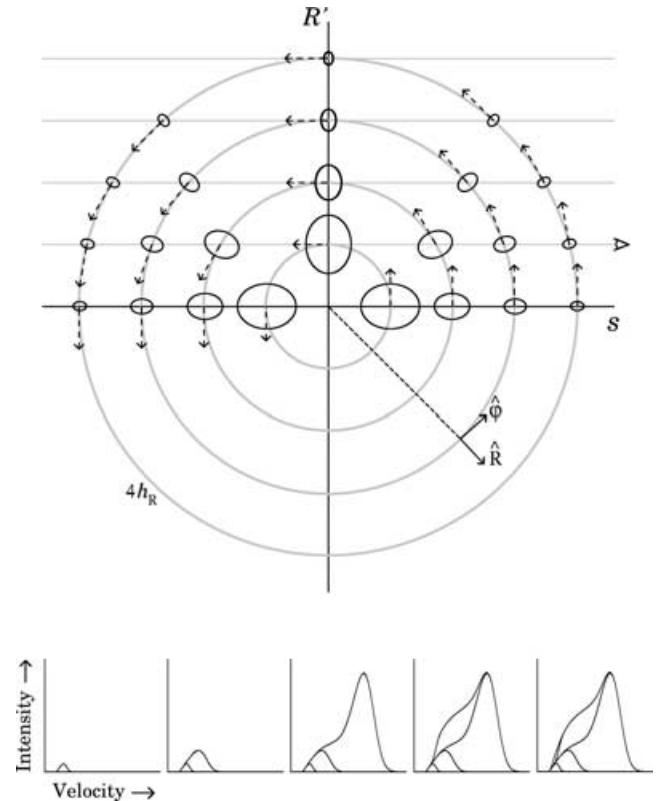 R'
s
φ̂
R̂
4h_R
Intensity →
Velocity →